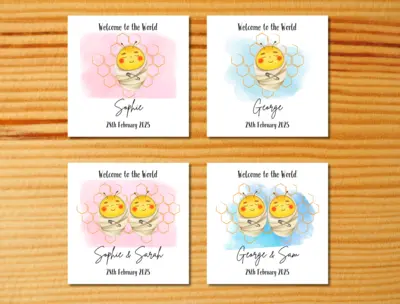 Welcome to the World
Sophie
24th February 2025
Welcome to the World
George
24th February 2025
Welcome to the World
Sophie & Sarah
24th February 2025
Welcome to the World
George & Sam
24th February 2025